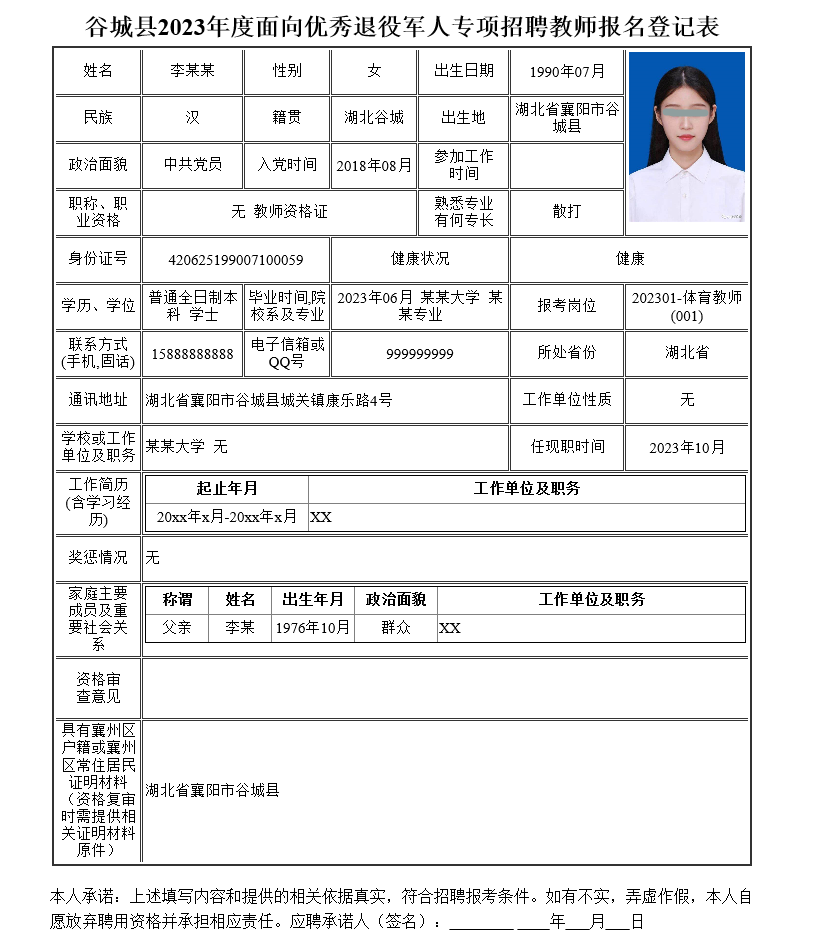 谷城县2023年度面向优秀退役军人专项招聘教师报名登记表
姓名 李某某 性别 女 出生日期 1990年07月
民族 汉 籍贯 湖北谷城 出生地 湖北省襄阳市谷
城县
政治面貌 中共党员 入党时间 2018年08月 参加工作
时间
职称、职
业资格 无 教师资格证 熟悉专业
有何专长 散打
身份证号 420625199007100059 健康状况 健康
学历、学位 普通全日制本
科 学士 毕业时间,院
校系及专业 2023年06月 某某大学 某
某专业 报考岗位 202301-体育教师
(001)
联系方式
(手机,固话) 15888888888 电子信箱或
QQ号 999999999 所处省份 湖北省
通讯地址 湖北省襄阳市谷城县城关镇康乐路4号 工作单位性质 无
学校或工作
单位及职务 某某大学 无 任现职时间 2023年10月
工作简历
(含学习经
历) 起止年月 工作单位及职务
20xx年x月-20xx年x月 XX
奖惩情况 无
家庭主要
成员及重
要社会关
系 称谓 姓名 出生年月 政治面貌 工作单位及职务
父亲 李某 1976年10月 群众 XX
资格审
查意见
具有襄州区
户籍或襄州
区常住居民
证明材料
（资格复审
时需提供相
关证明材料
原件） 湖北省襄阳市谷城县
本人承诺：上述填写内容和提供的相关依据真实，符合招聘报考条件。如有不实，弄虚作假，本人自
愿放弃聘用资格并承担相应责任。应聘承诺人（签名）：________ ____年___月___日